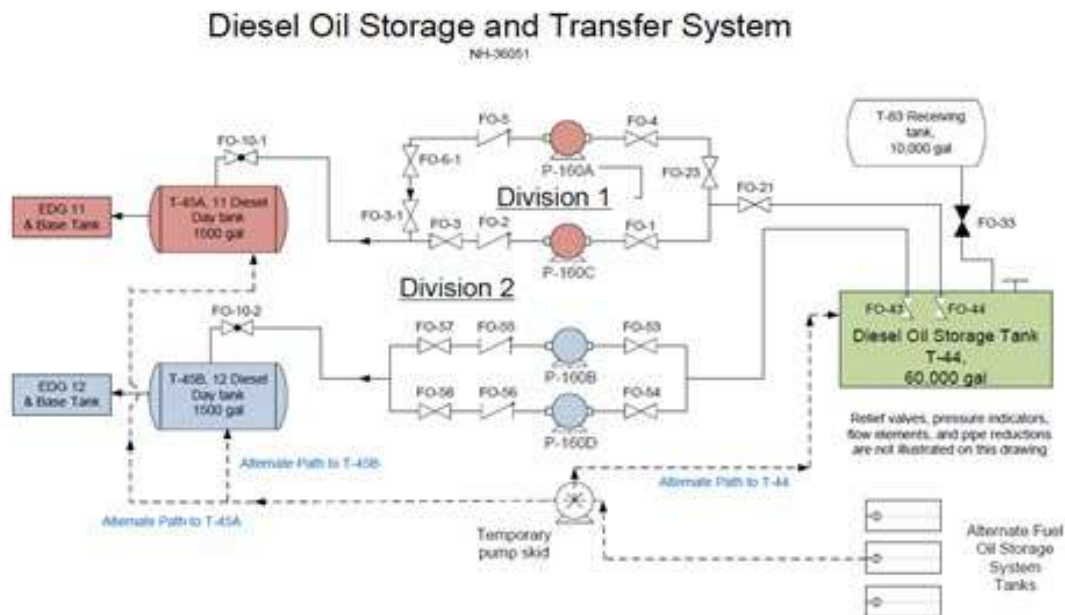 Diesel Oil Storage and Transfer System
NH-36051
FO-5
FO-4
T-83 Receiving
tank,
10,000 gal
FO-10-1
FO-6-1
P-160A
FO-23
FO-21
FO-33
Division 1
EDG 11
& Base Tank
T-45A, 11 Diesel
Day tank
1500 gal
FO-3-1
FO-3
FO-2
FO-1
P-160C
Division 2
FO-10-2
FO-57
FO-55
FO-53
FO-43
FO-44
Diesel Oil Storage Tank
T-44,
60,000 gal
EDG 12
& Base Tank
T-45B, 12 Diesel
Day tank
1500 gal
P-160B
FO-58
FO-56
FO-54
P-160D
Relief valves, pressure indicators,
flow elements, and pipe reductions
are not illustrated on this drawing
Alternate Path to T-45B
Alternate Path to T-44
Alternate Path to T-45A
Temporary
pump skid
Alternate Fuel
Oil Storage
System
Tanks